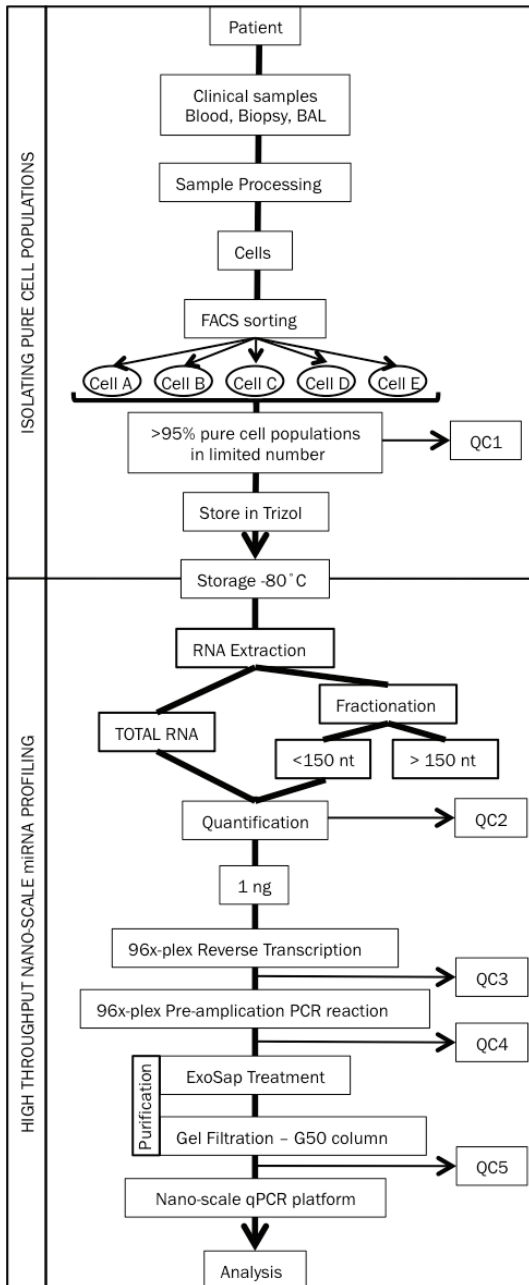 ISOLATING PURE CELL POPULATIONS
Patient
Clinical samples
Blood, Biopsy, BAL
Sample Processing
Cells
FACS sorting
Cell A
Cell B
Cell C
Cell D
Cell E
>95% pure cell populations
in limited number
QC1
Store in Trizol
Storage -80˚C
HIGH THROUGHPUT NANO-SCALE miRNA PROFILING
RNA Extraction
Fractionation
TOTAL RNA
<150 nt
> 150 nt
Quantification
QC2
1 ng
96x-plex Reverse Transcription
QC3
96x-plex Pre-amplication PCR reaction
QC4
Purification
ExoSap Treatment
Gel Filtration – G50 column
QC5
Nano-scale qPCR platform
Analysis